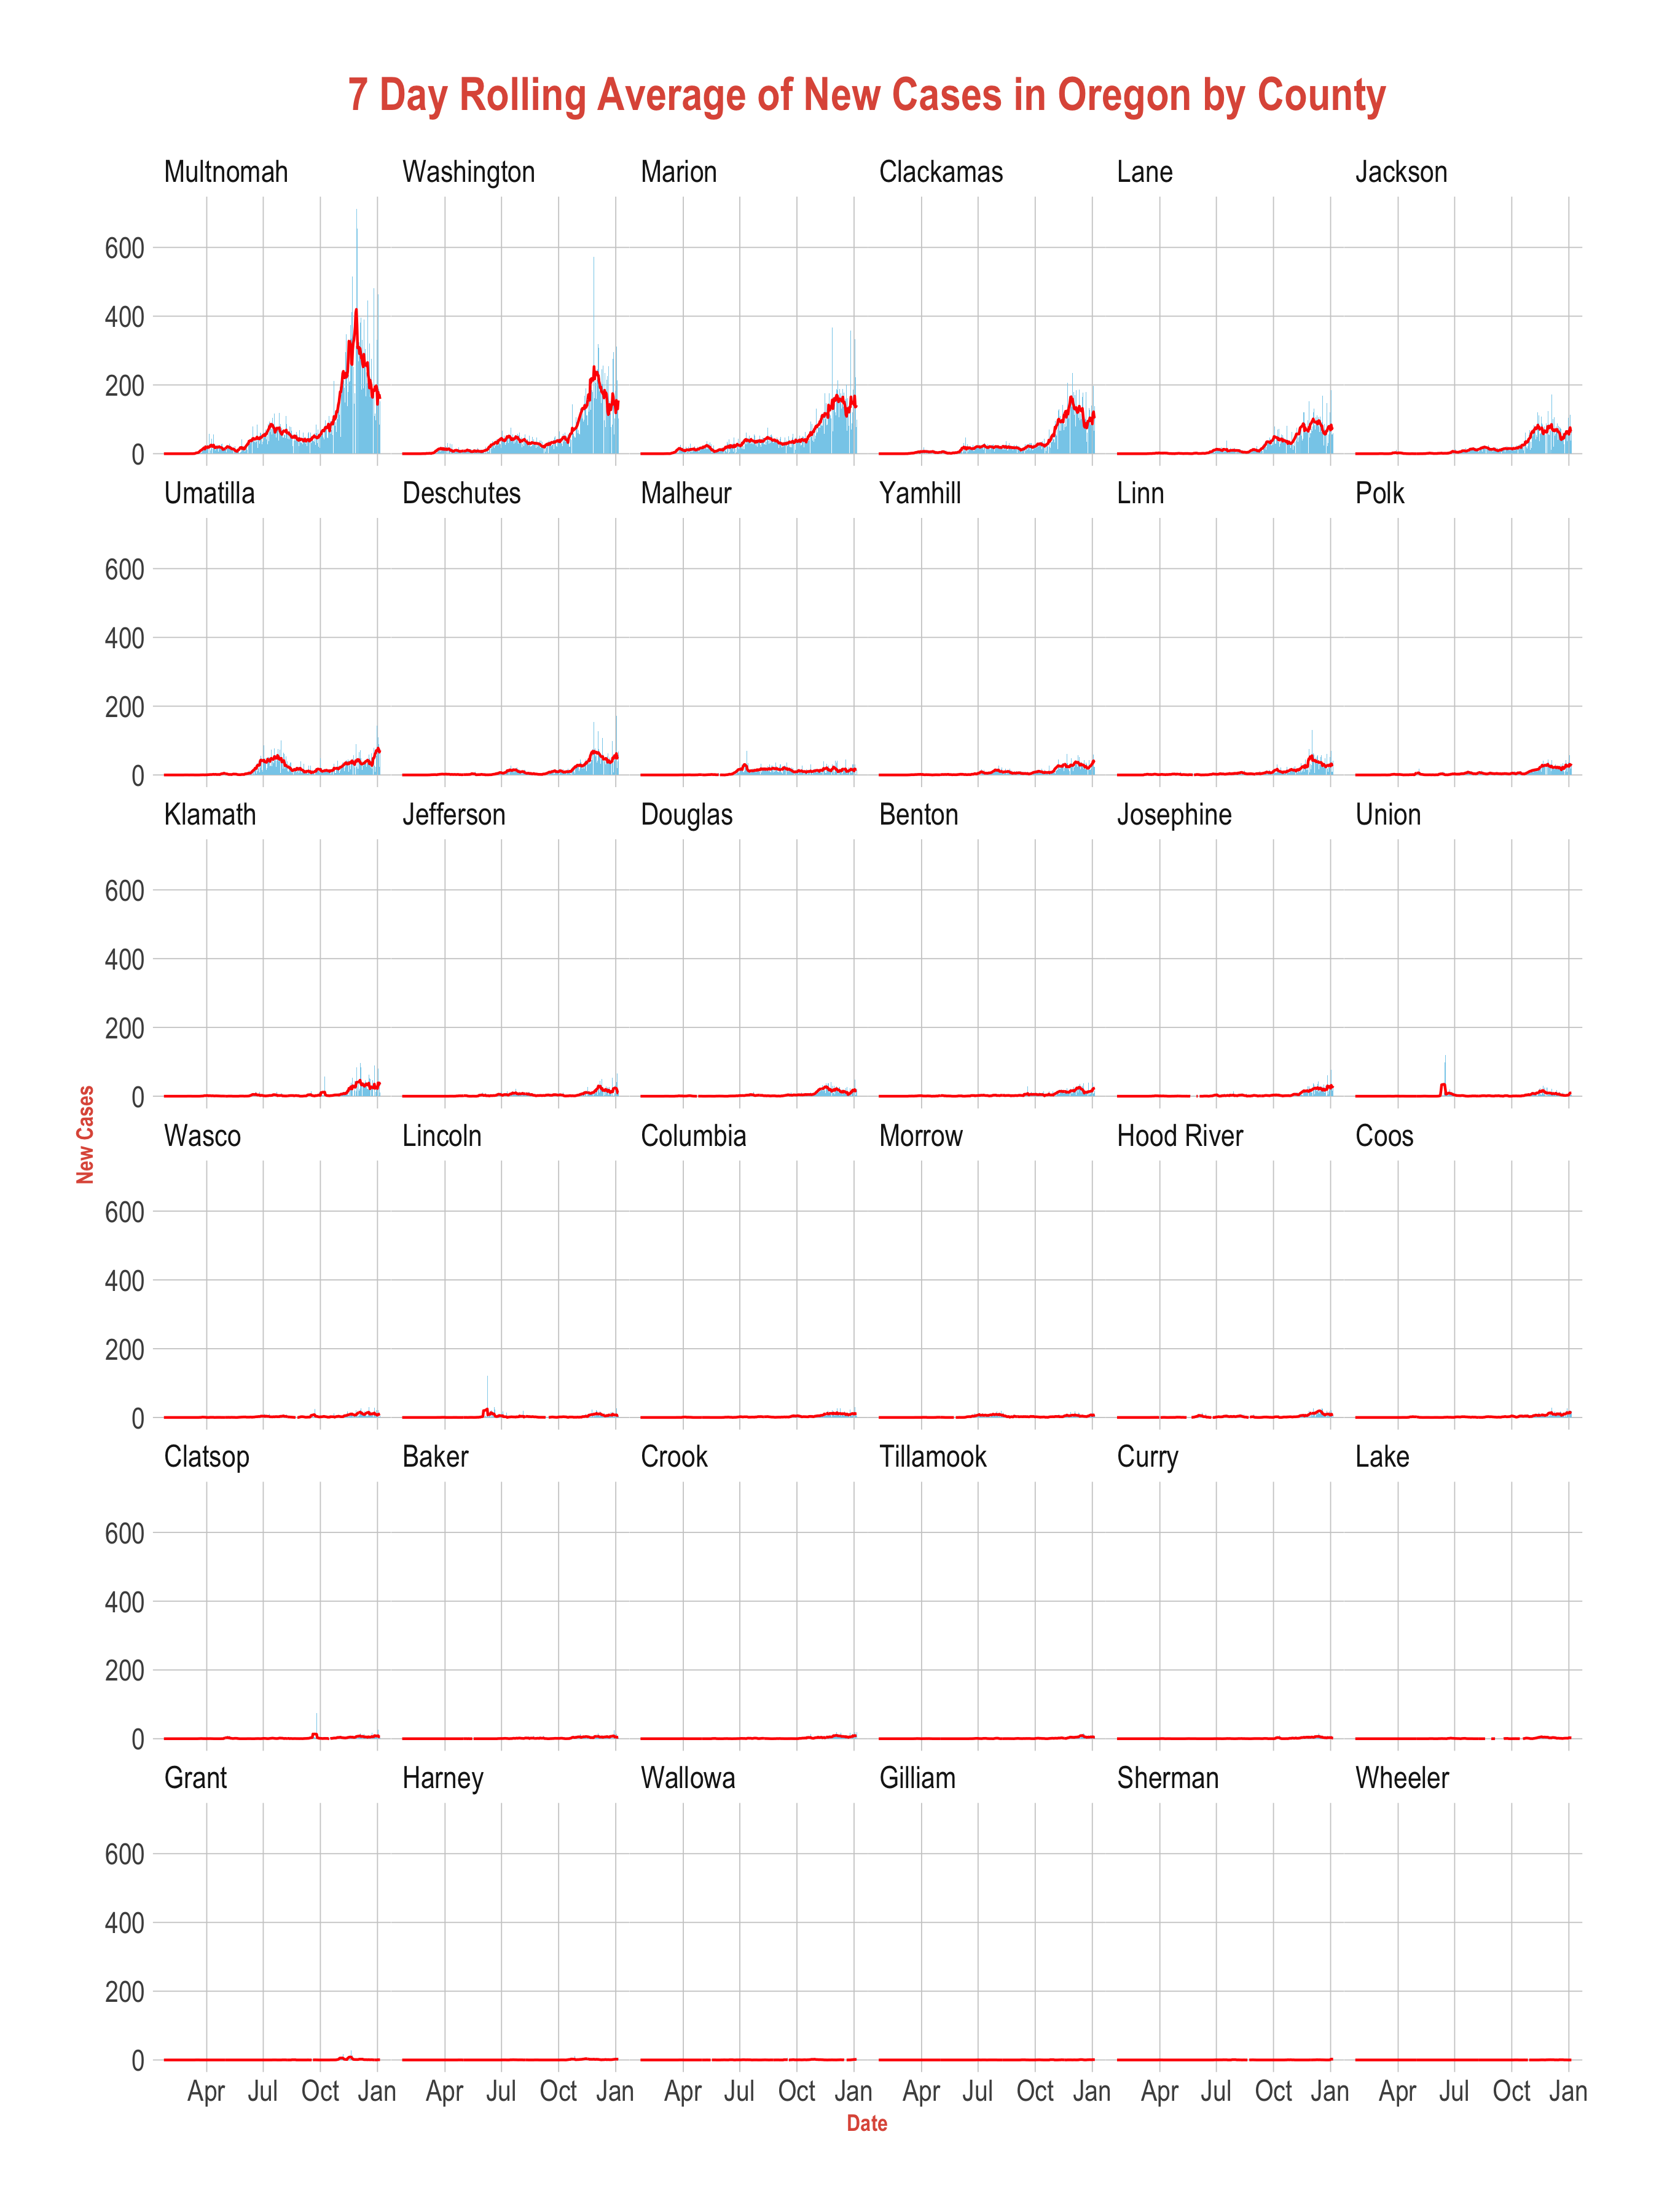 7 Day Rolling Average of New Cases in Oregon by County
Multnomah Washington Marion Clackamas Lane Jackson
600
400
200
0
Umatilla Deschutes Malheur Yamhill Linn Polk
600
400
200
0
Klamath Jefferson Douglas Benton Josephine Union
600
400
200
0
New Cases
Wasco Lincoln Columbia Morrow Hood River Coos
600
400
200
0
Clatsop Baker Crook Tillamook Curry Lake
600
400
200
0
Grant Harney Wallowa Gilliam Sherman Wheeler
600
400
200
0
Apr Jul Oct Jan Apr Jul Oct Jan Apr Jul Oct Jan Apr Jul Oct Jan Apr Jul Oct Jan Apr Jul Oct Jan
Date